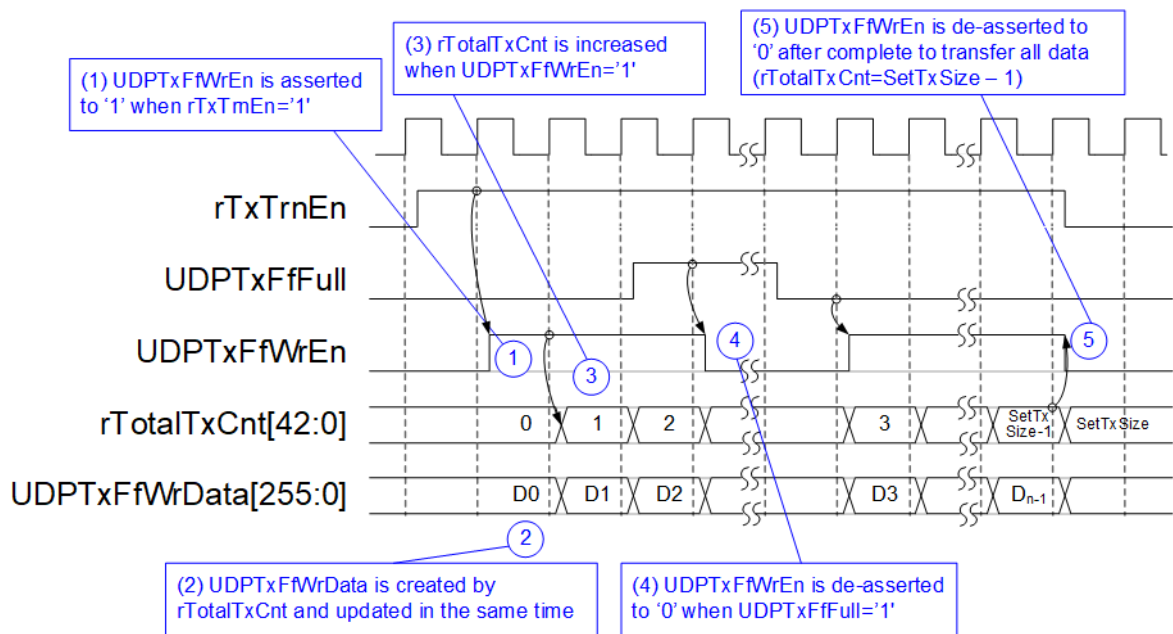 (5) UDPTxFfWrEn is de-asserted to
‘0’ after complete to transfer all data
(rTotalTxCnt=SetTxSize – 1)
(3) rTotalTxCnt is increased
when UDPTxFfWrEn=’1'
(1) UDPTxFfWrEn is asserted
to ‘1’ when rTxTrnEn=’1'
rTxTrnEn
UDPTxFfFull
UDPTxFfWrEn
1
3
4
5
rTotalTxCnt[42:0]
0
1
2
3
SetTx
Size-1
SetTxSize
UDPTxFfWrData[255:0]
D0
D1
D2
D3
Dn-1
2
(2) UDPTxFfWrData is created by
rTotalTxCnt and updated in the same time
(4) UDPTxFfWrEn is de-asserted
to ‘0’ when UDPTxFfFull=’1'